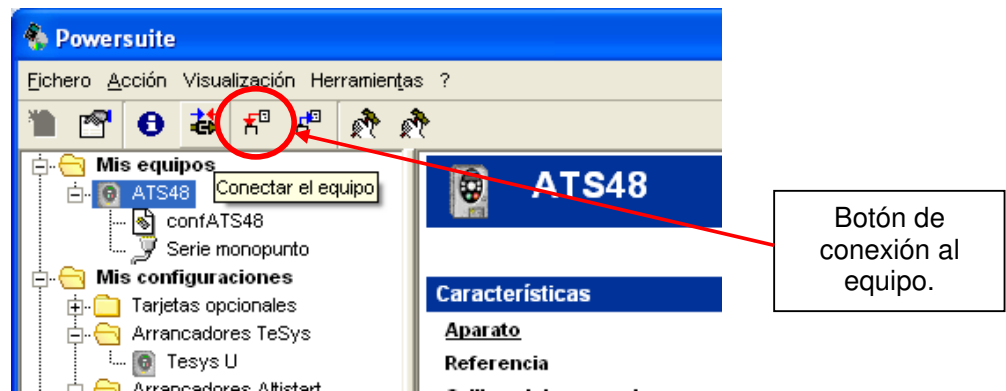 Powersuite
Fichero Acción Visualización Herramientas ?
Mis equipos
ATS48
Conectar el equipo
confATS48
Serie monopunto
Mis configuraciones
Tarjetas opcionales
Arrancadores TeSys
Tesys U
Arrancadores Altistart
ATS48
Características
Aparato
Referencia
Botón de
conexión al
equipo.